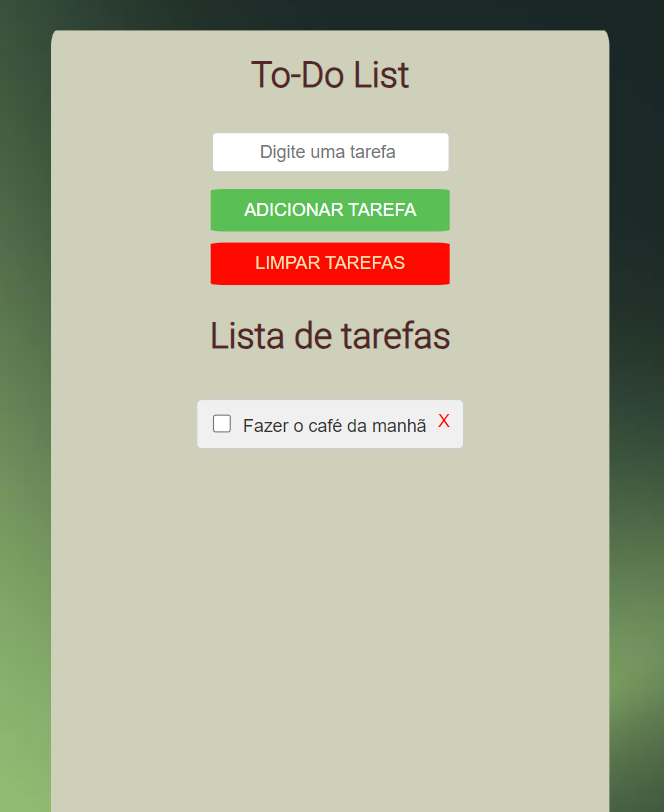 To-Do List
Digite uma tarefa
ADICIONAR TAREFA
LIMPAR TAREFAS
Lista de tarefas
Fazer o café da manhã X